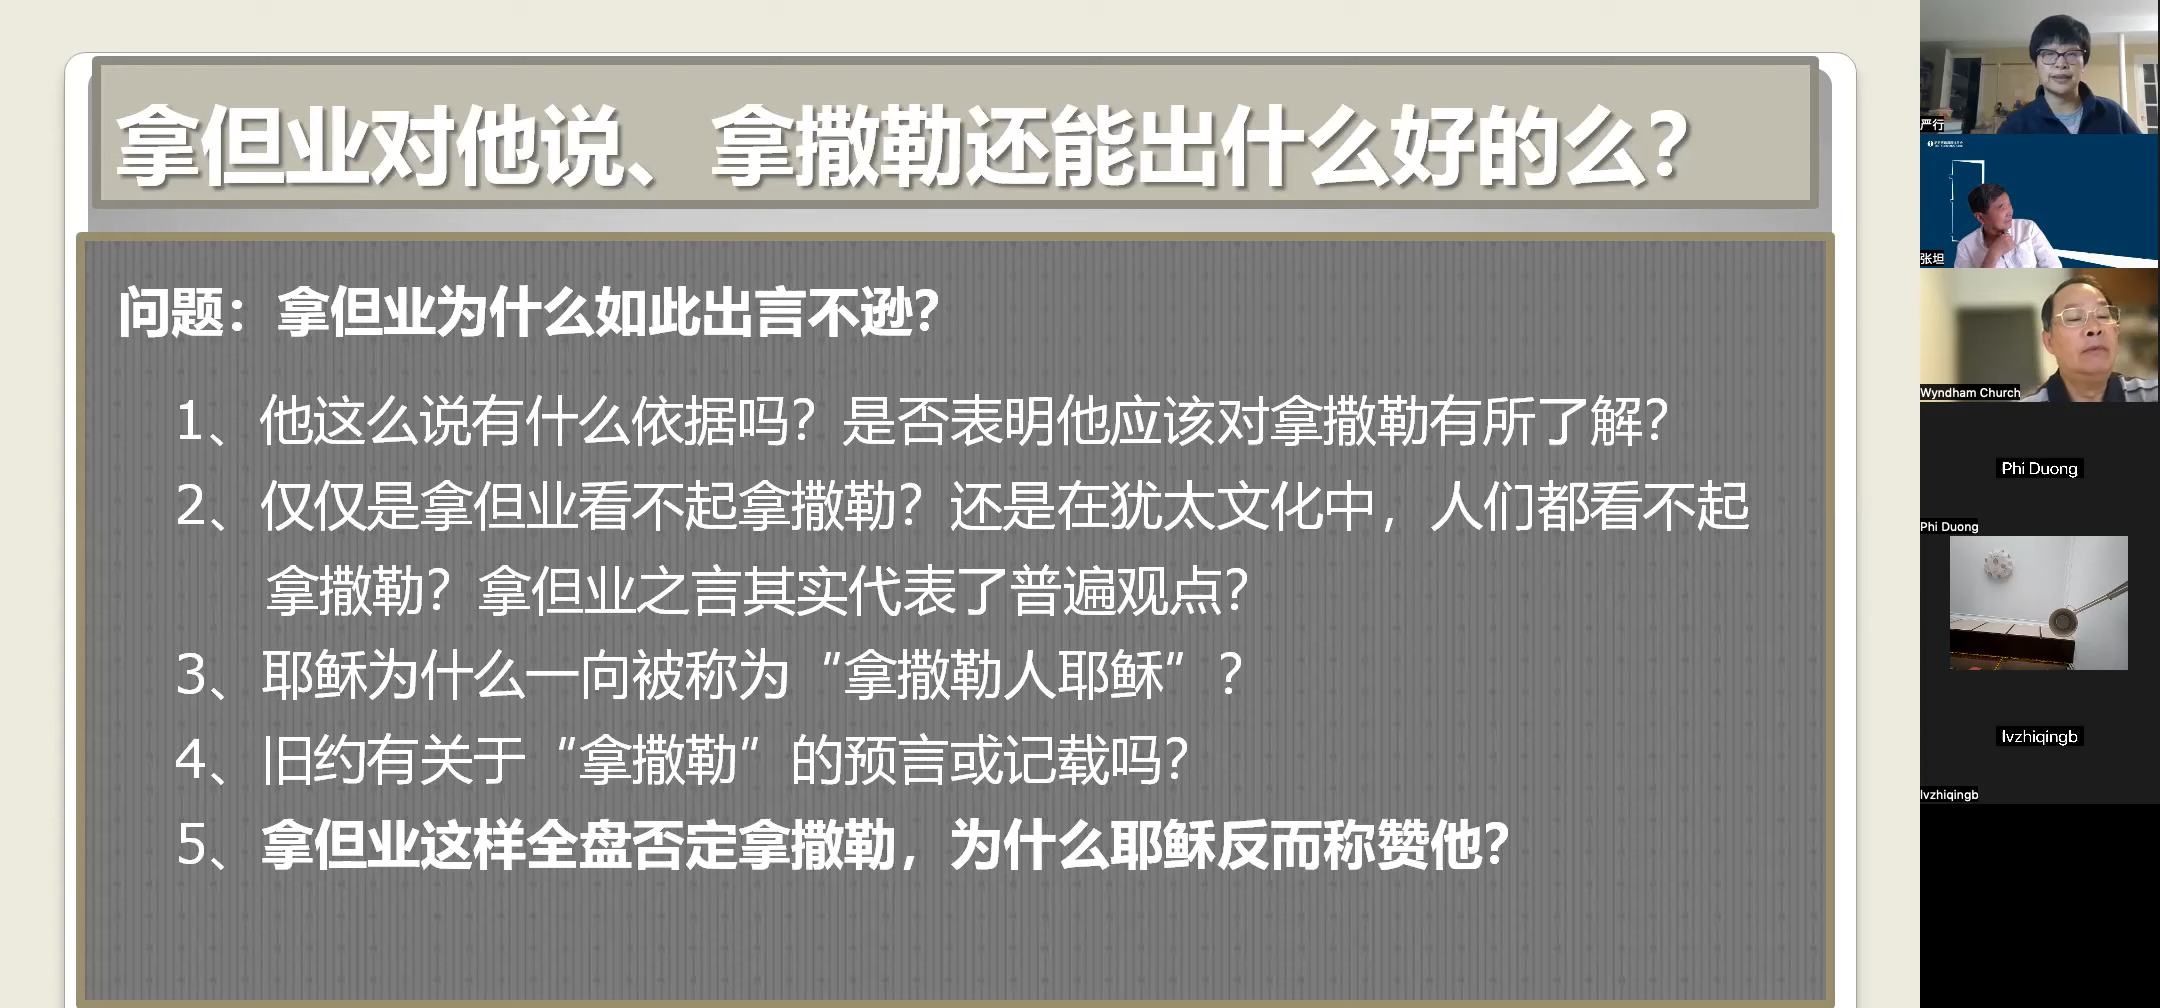 拿但业对他说、拿撒勒还能出什么好的么？
问题：拿但业为什么如此出言不逊？
1、他这么说有什么依据吗？是否表明他应该对拿撒勒有所了解？
2、仅仅是拿但业看不起拿撒勒？还是在犹太文化中，人们都看不起
拿撒勒？拿但业之言其实代表了普遍观点？
3、耶稣为什么一向被称为“拿撒勒人耶稣”？
4、旧约有关于“拿撒勒”的预言或记载吗？
5、拿但业这样全盘否定拿撒勒，为什么耶稣反而称赞他？
严行
张坦
Wyndham Church
Phi Duong
Phi Duong
lvzhiqingb
lvzhiqingb